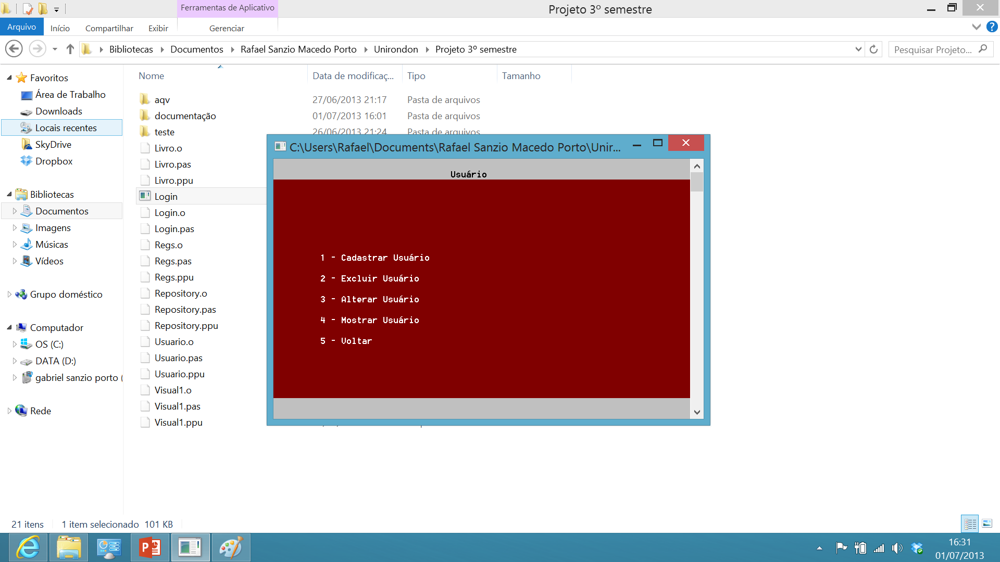 Ferramentas de Aplicativo
Projeto 3º semestre
Arquivo Início Compartilhar Exibir Gerenciar
Bibliotecas Documentos Rafael Sanzio Macedo Porto Unirondon Projeto 3º semestre
Pesquisar Projeto...
Nome Data de modificaç... Tipo Tamanho
Favoritos
Área de Trabalho
Downloads
Locais recentes
SkyDrive
Dropbox
Bibliotecas
Documentos
Imagens
Músicas
Vídeos
Grupo doméstico
Computador
OS (C:)
DATA (D:)
gabriel sanzio porto (
Rede
aqv 27/06/2013 21:17 Pasta de arquivos
documentação 01/07/2013 16:01 Pasta de arquivos
teste 26/06/2013 21:24 Pasta de arquivos
Livro.o
Livro.pas
Livro.ppu
Login
Login.o
Login.pas
Regs.o
Regs.pas
Regs.ppu
Repository.o
Repository.pas
Repository.ppu
Usuario.o
Usuario.pas
Usuario.ppu
Visual1.o
Visual1.pas
Visual1.ppu
C:\Users\Rafael\Documents\Rafael Sanzio Macedo Porto\Unir...
Usuário
1 - Cadastrar Usuário
2 - Excluir Usuário
3 - Alterar Usuário
4 - Mostrar Usuário
5 - Voltar
21 itens 1 item selecionado 101 KB
16:31
01/07/2013